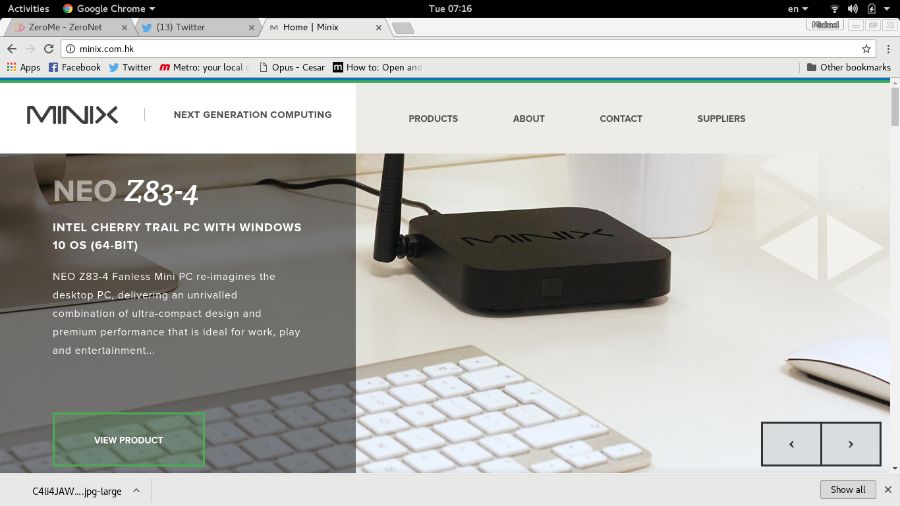 Activities Google Chrome Tue 07:16 en
ZeroMe - ZeroNet × (13) Twitter × Home | Minix × Michael
minix.com.hk
Apps Facebook Twitter Metro: your local Opus - Cesar How to: Open and Other bookmarks
MINIX NEXT GENERATION COMPUTING PRODUCTS ABOUT CONTACT SUPPLIERS
NEO Z83-4
INTEL CHERRY TRAIL PC WITH WINDOWS
10 OS (64-BIT)
NEO Z83-4 Fanless Mini PC re-imagines the
desktop PC, delivering an unrivalled
combination of ultra-compact design and
premium performance that is ideal for work, play
and entertainment...
MINIX
VIEW PRODUCT
C4li4JAW....jpg-large Show all